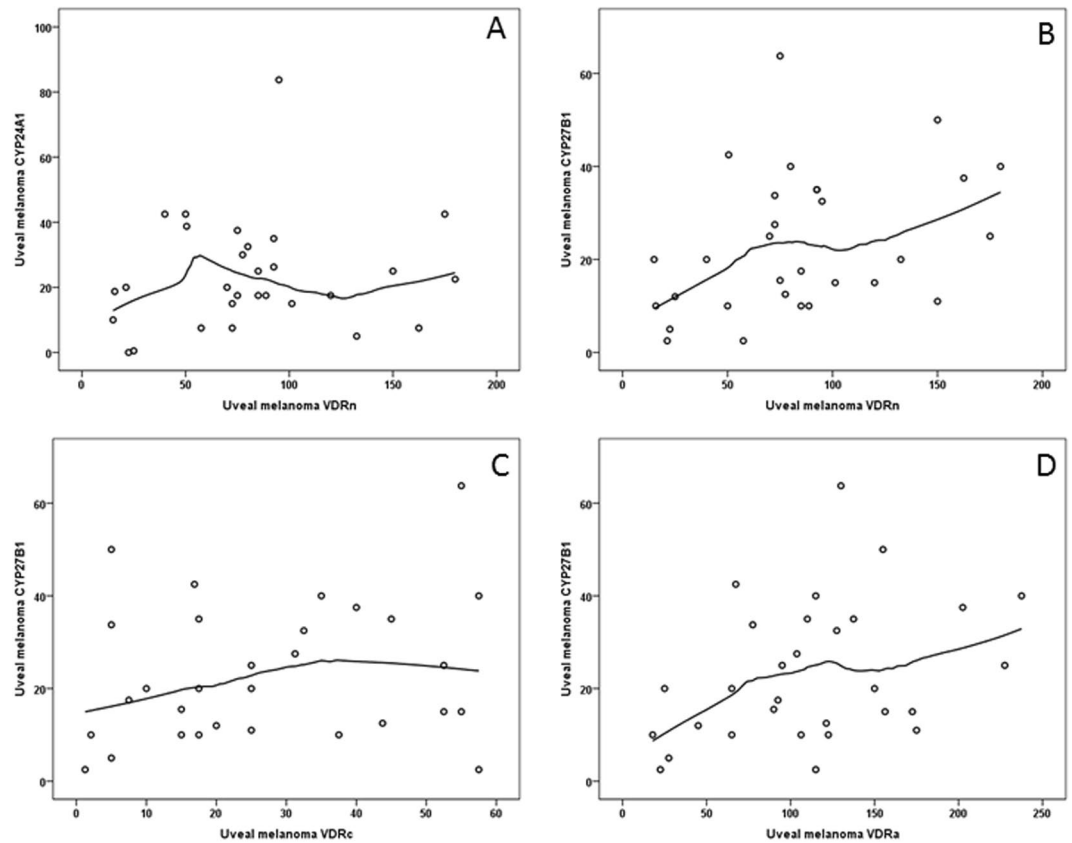 A
Uveal melanoma CYP24A1
100
80
60
40
20
0
0 50 100 150 200
Uveal melanoma VDRn
B
Uveal melanoma CYP27B1
60
40
20
0
0 50 100 150 200
Uveal melanoma VDRn
C
Uveal melanoma CYP27B1
60
40
20
0
0 10 20 30 40 50 60
Uveal melanoma VDRc
D
Uveal melanoma CYP27B1
60
40
20
0
0 50 100 150 200 250
Uveal melanoma VDRa